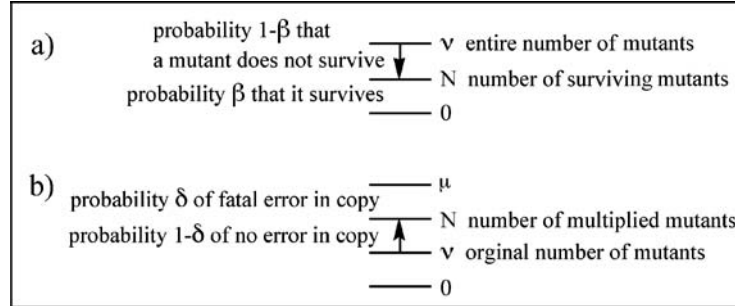 a)
probability 1-β that
a mutant does not survive
probability β that it survives
ν entire number of mutants
N number of surviving mutants
0
b)
probability δ of fatal error in copy
probability 1-δ of no error in copy
μ
N number of multiplied mutants
ν orginal number of mutants
0